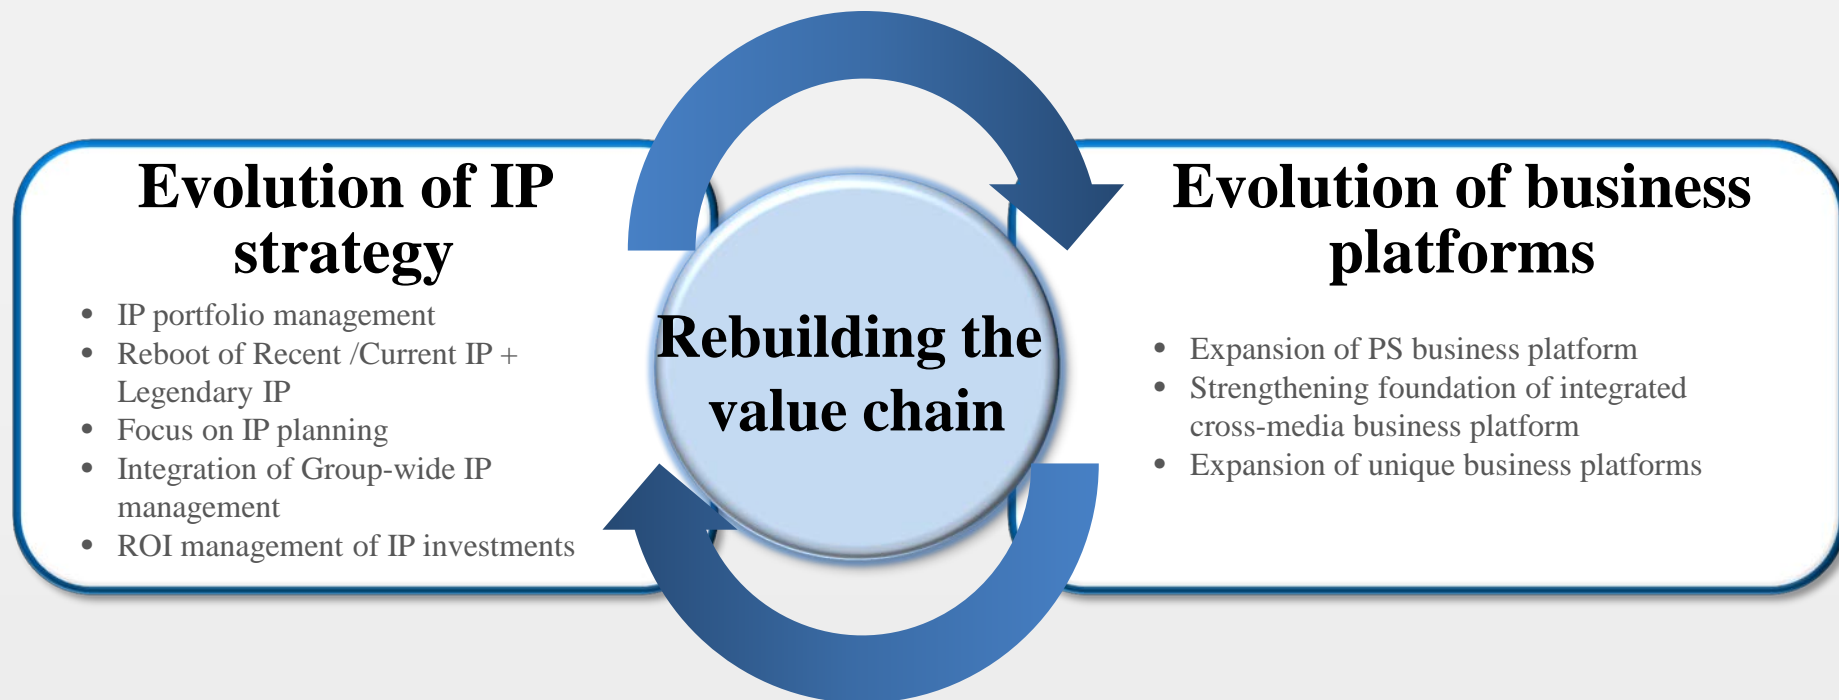 Evolution of IP
strategy
• IP portfolio management
• Reboot of Recent /Current IP +
Legendary IP
• Focus on IP planning
• Integration of Group-wide IP
management
• ROI management of IP investments
Rebuilding the
value chain
Evolution of business
platforms
• Expansion of PS business platform
• Strengthening foundation of integrated
cross-media business platform
• Expansion of unique business platforms